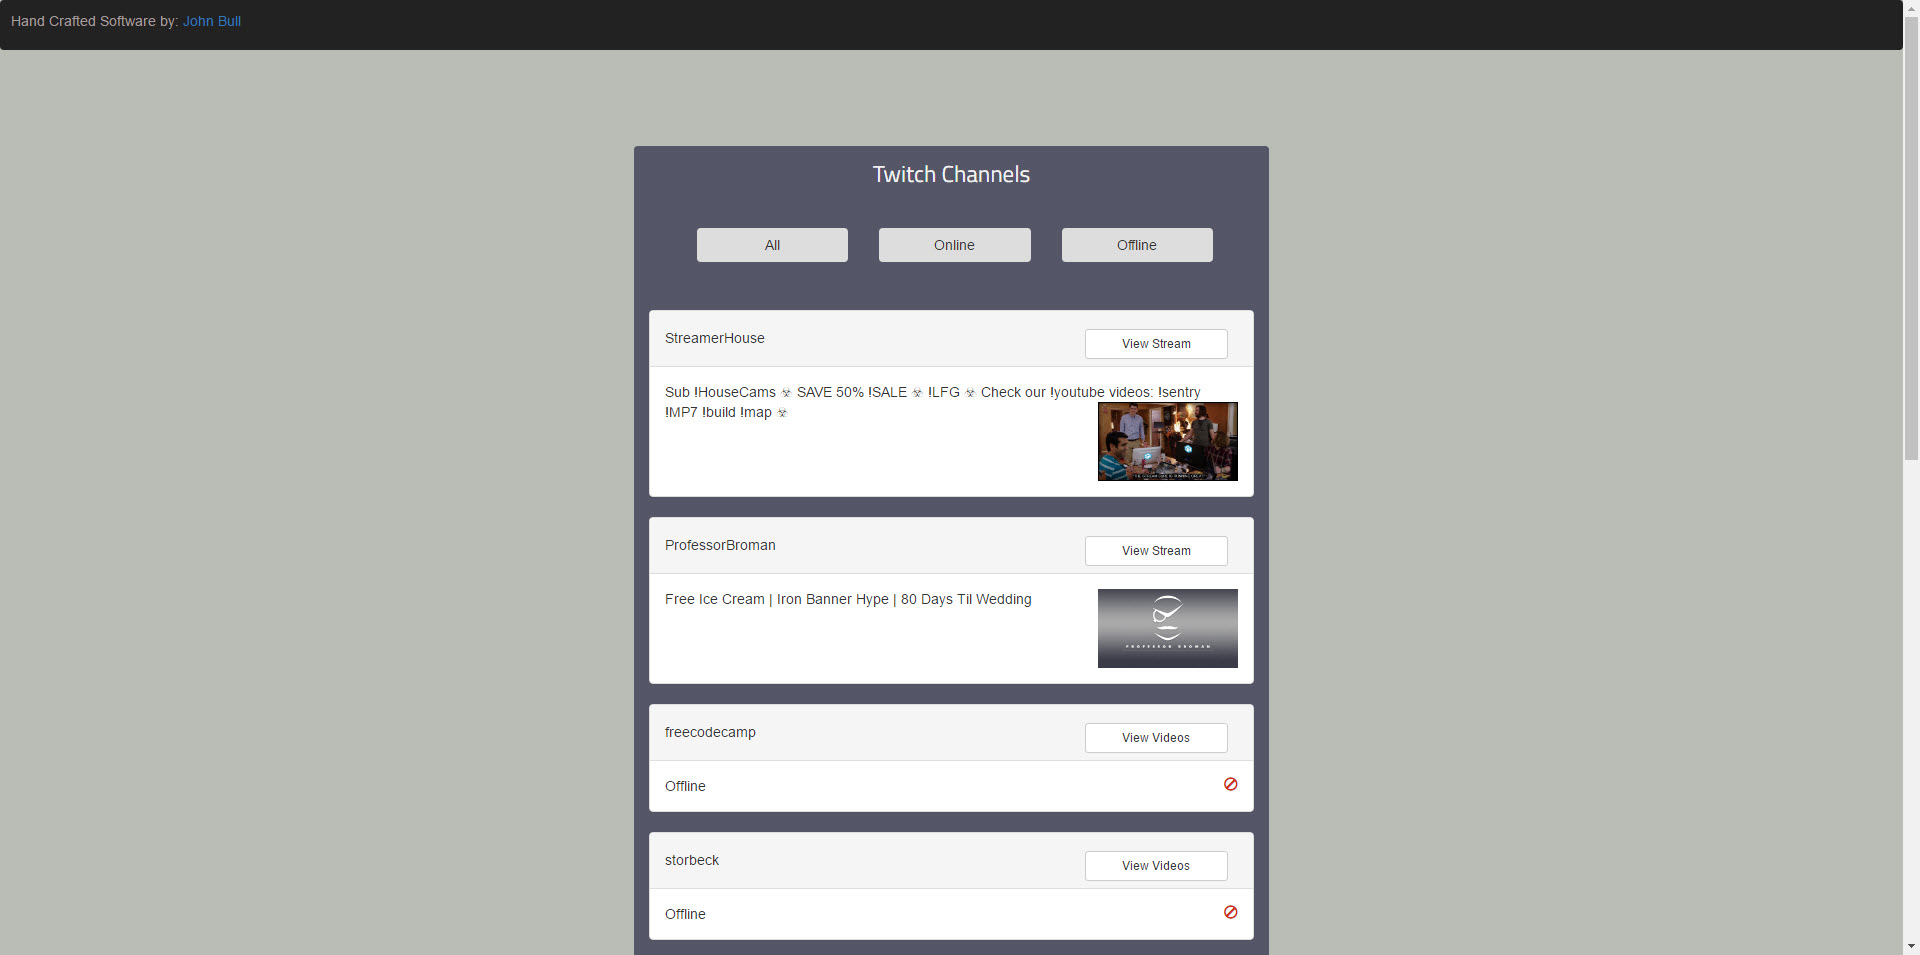 Hand Crafted Software by: John Bull
Twitch Channels
All
Online
Offline
StreamerHouse
View Stream
Sub !HouseCams ☣ SAVE 50% !SALE ☣ !LFG ☣ Check our !youtube videos: !sentry
!MP7 !build !map ☣
ProfessorBroman
View Stream
Free Ice Cream | Iron Banner Hype | 80 Days Til Wedding
PROFESSOR BROMAN
freecodecamp
View Videos
Offline
storbeck
View Videos
Offline